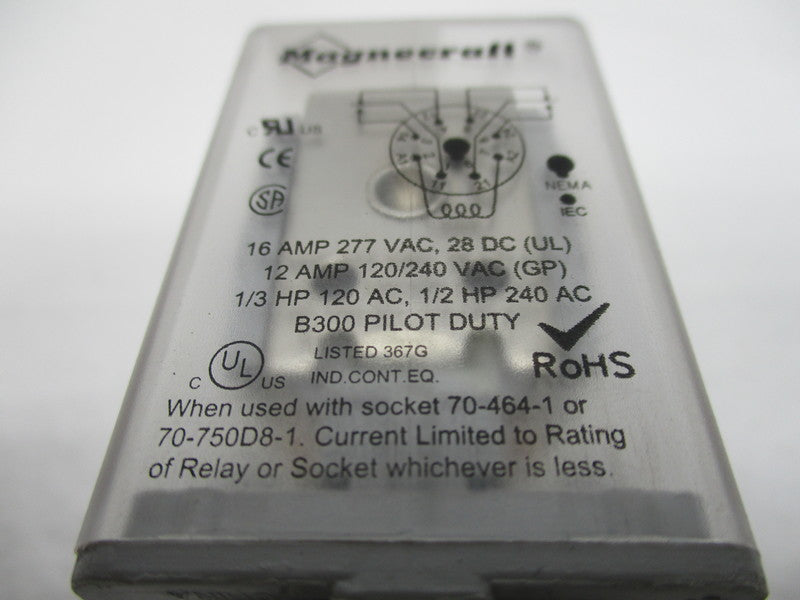 Magnecraft®
c RU US
CE
SA
NEMA
IEC
16 AMP 277 VAC, 28 DC (UL)
12 AMP 120/240 VAC (GP)
1/3 HP 120 AC, 1/2 HP 240 AC
B300 PILOT DUTY
C UL US
LISTED 367G
IND.CONT.EQ.
RoHS
When used with socket 70-464-1 or
70-750D8-1. Current Limited to Rating
of Relay or Socket whichever is less.